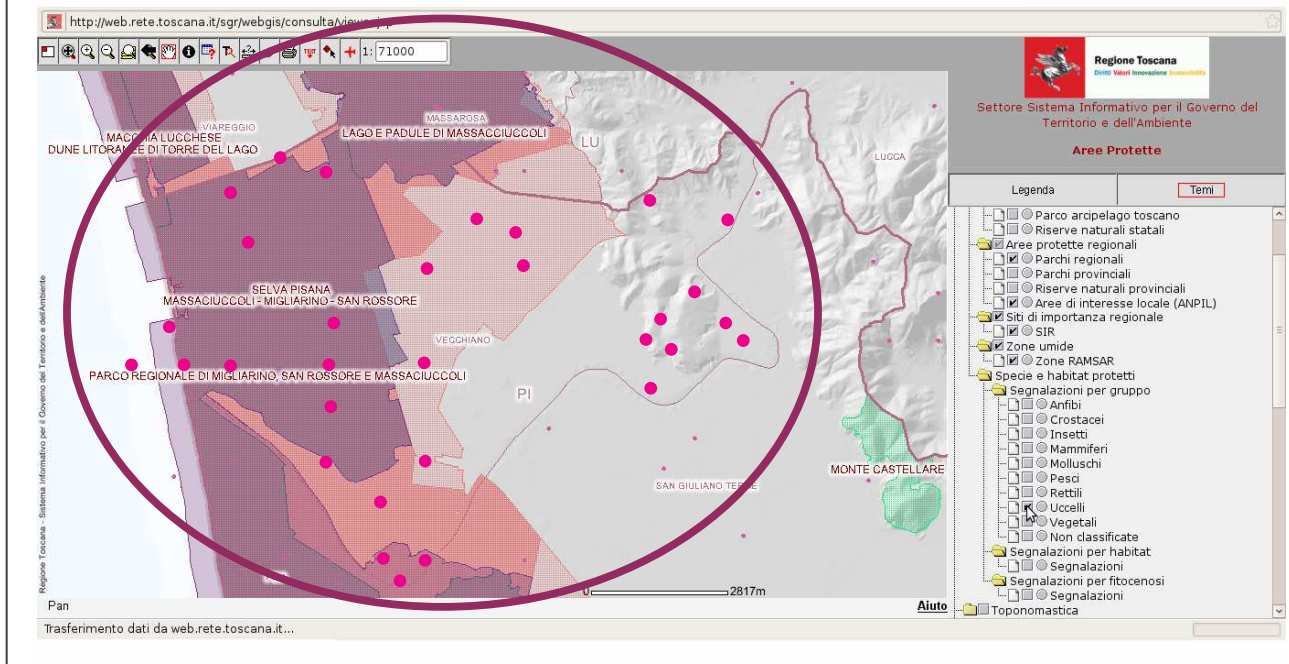 http://web.rete.toscana.it/sgr/webgis/consulta/viewer.jsp
1: 71000
TEXT
Regione Toscana
Diritti Valori Innovazione Sostenibilità
Settore Sistema Informativo per il Governo del
Territorio e dell'Ambiente
Aree Protette
Legenda
Temi
VIAREGGIO
MACCHIA LUCCHESE
DUNE LITORANEE DI TORRE DEL LAGO
MASSAROSA
LAGO E PADULE DI MASSACCIUCCOLI
LU
LUCCA
SELVA PISANA
MASSACIUCCOLI - MIGLIARINO - SAN ROSSORE
VECCHIANO
PARCO REGIONALE DI MIGLIARINO, SAN ROSSORE E MASSACIUCCOLI
PI
MONTE CASTELLARE
SAN GIULIANO TERME
Regione Toscana - Sistema Informativo per il Governo del Territorio e dell'Ambiente
0
2817m
Pan
Aiuto
Trasferimento dati da web.rete.toscana.it...
Parco arcipelago toscano
Riserve naturali statali
Aree protette regionali
Parchi regionali
Parchi provinciali
Riserve naturali provinciali
Aree di interesse locale (ANPIL)
Siti di importanza regionale
SIR
Zone umide
Zone RAMSAR
Specie e habitat protetti
Segnalazioni per gruppo
Anfibi
Crostacei
Insetti
Mammiferi
Molluschi
Pesci
Rettili
Uccelli
Vegetali
Non classificate
Segnalazioni per habitat
Segnalazioni
Segnalazioni per fitocenosi
Segnalazioni
Toponomastica